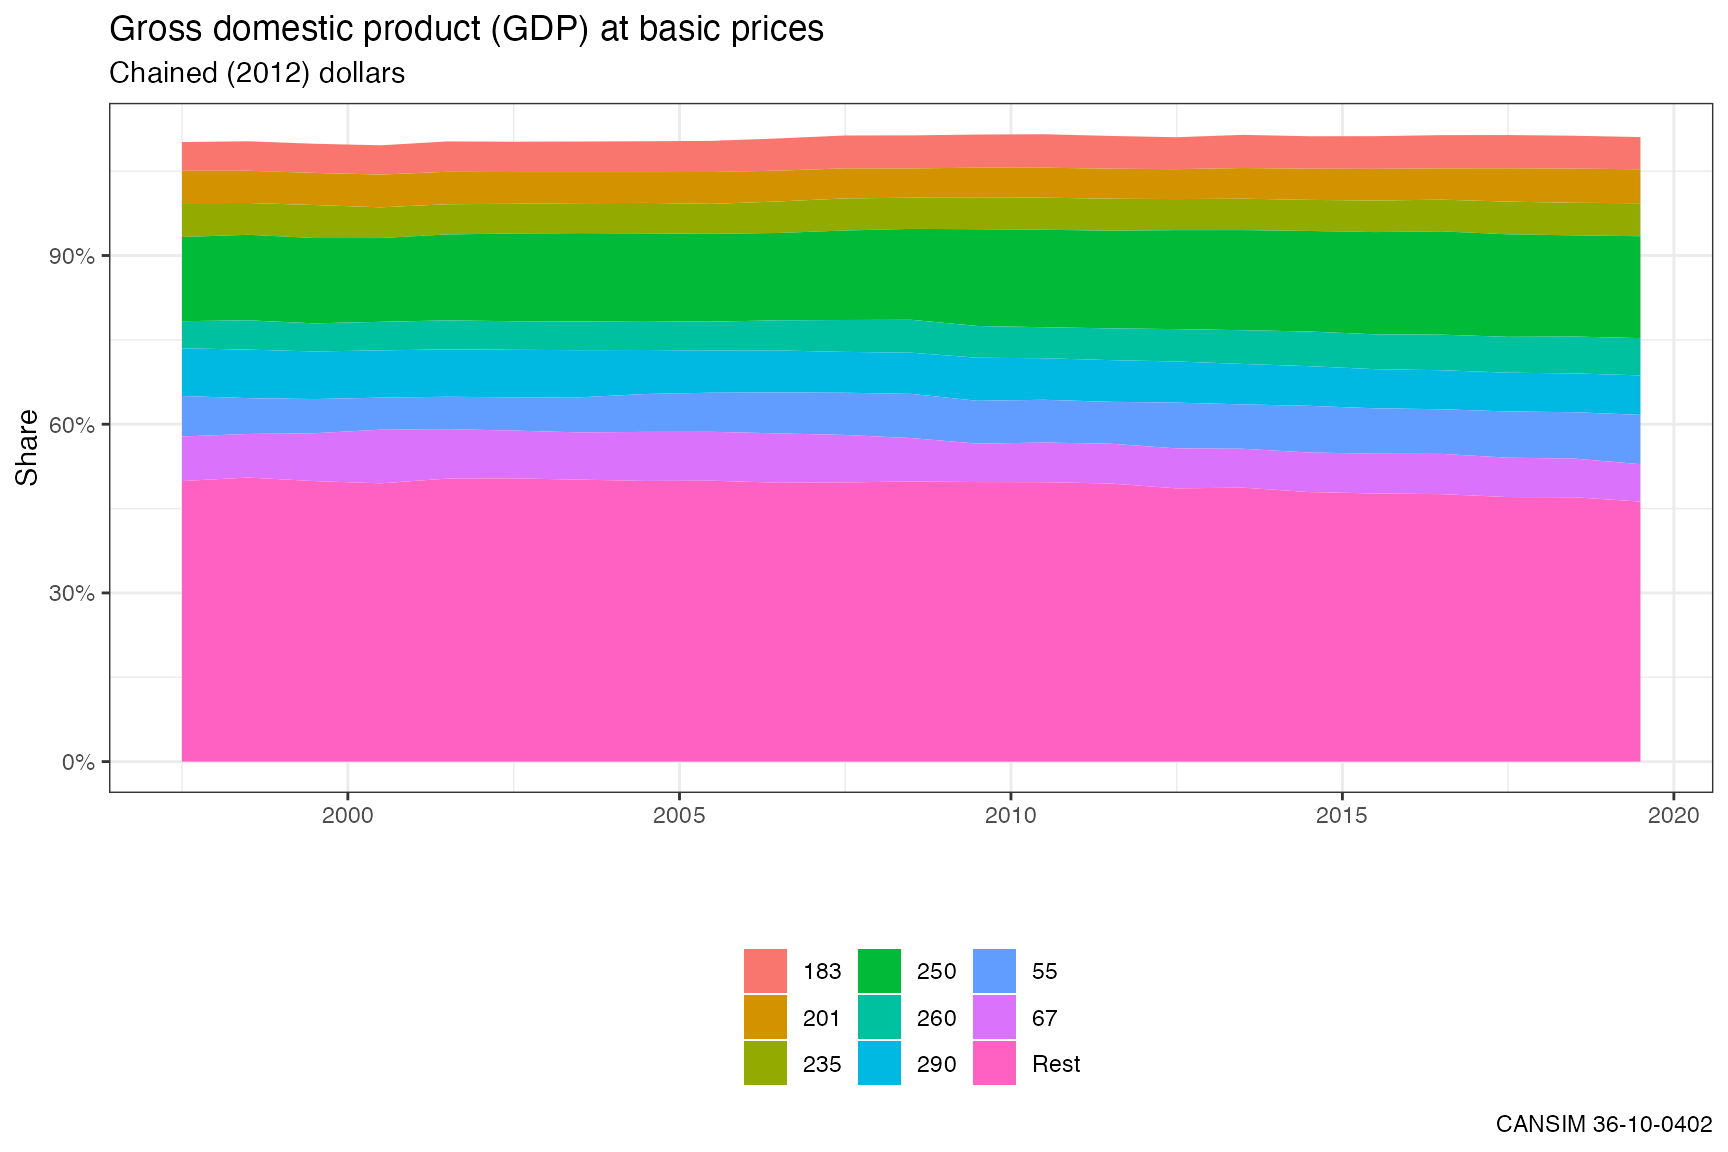 Gross domestic product (GDP) at basic prices
Chained (2012) dollars
Share
90%
60%
30%
0%
2000 2005 2010 2015 2020
183 250 55
201 260 67
235 290 Rest
CANSIM 36-10-0402